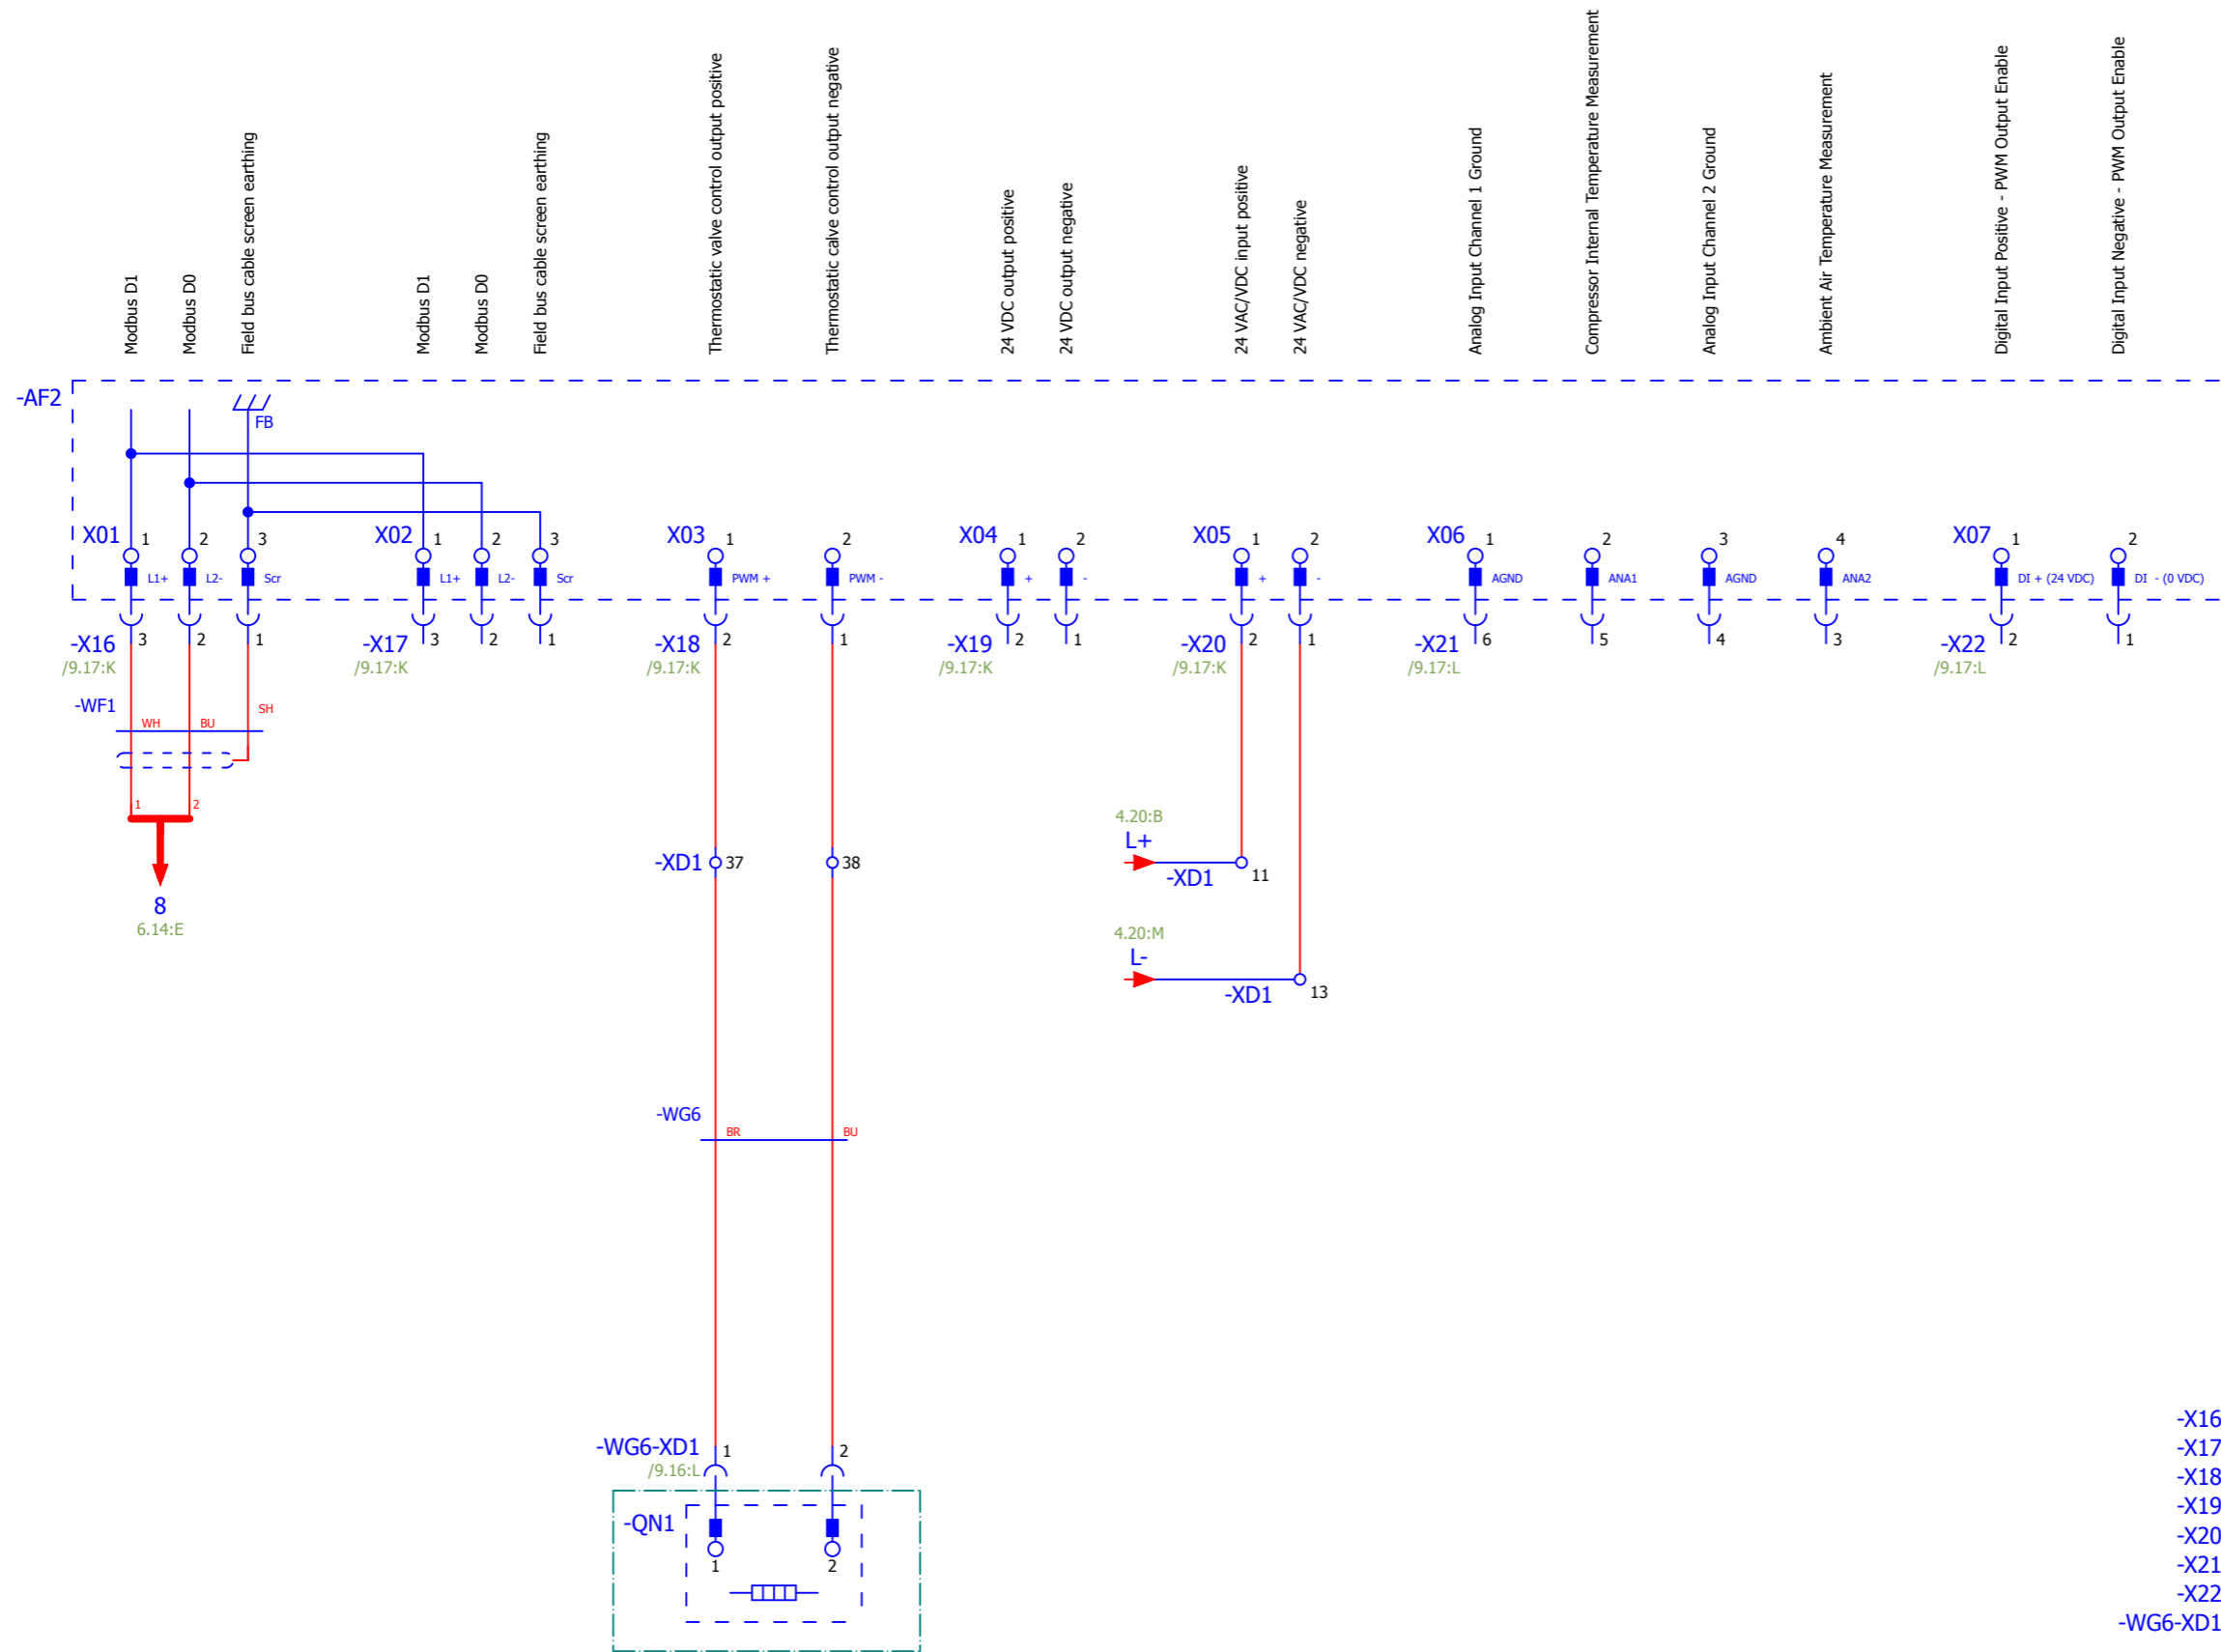 Modbus D1
Modbus D0
Field bus cable screen earthing
Modbus D1
Modbus D0
Field bus cable screen earthing
Thermostatic valve control output positive
Thermostatic calve control output negative
24 VDC output positive
24 VDC output negative
24 VAC/VDC input positive
24 VAC/VDC negative
Analog Input Channel 1 Ground
Compressor Internal Temperature Measurement
Analog Input Channel 2 Ground
Ambient Air Temperature Measurement
Digital Input Positive - PWM Output Enable
Digital Input Negative - PWM Output Enable
-AF2
FB
X01 1 2 3
X02 1 2 3
X03 1 2
X04 1 2
X05 1 2
X06 1 2 3 4
X07 1 2
L1+ L2- Scr
L1+ L2- Scr
PWM + PWM -
+ -
+ -
AGND ANA1 AGND ANA2
DI + (24 VDC) DI - (0 VDC)
-X16 3 2 1
/9.17:K
-X17 3 2 1
/9.17:K
-X18 2 1
/9.17:K
-X19 2 1
/9.17:K
-X20 2 1
/9.17:K
-X21 6 5 4 3
/9.17:L
-X22 2 1
/9.17:L
-WF1
WH BU SH
1 2
8
6.14:E
-XD1 37 38
4.20:B
L+
-XD1 11
4.20:M
L-
-XD1 13
-WG6
BR BU
-WG6-XD1 1 2
/9.16:L
-QN1
1 2
-X16
-X17
-X18
-X19
-X20
-X21
-X22
-WG6-XD1